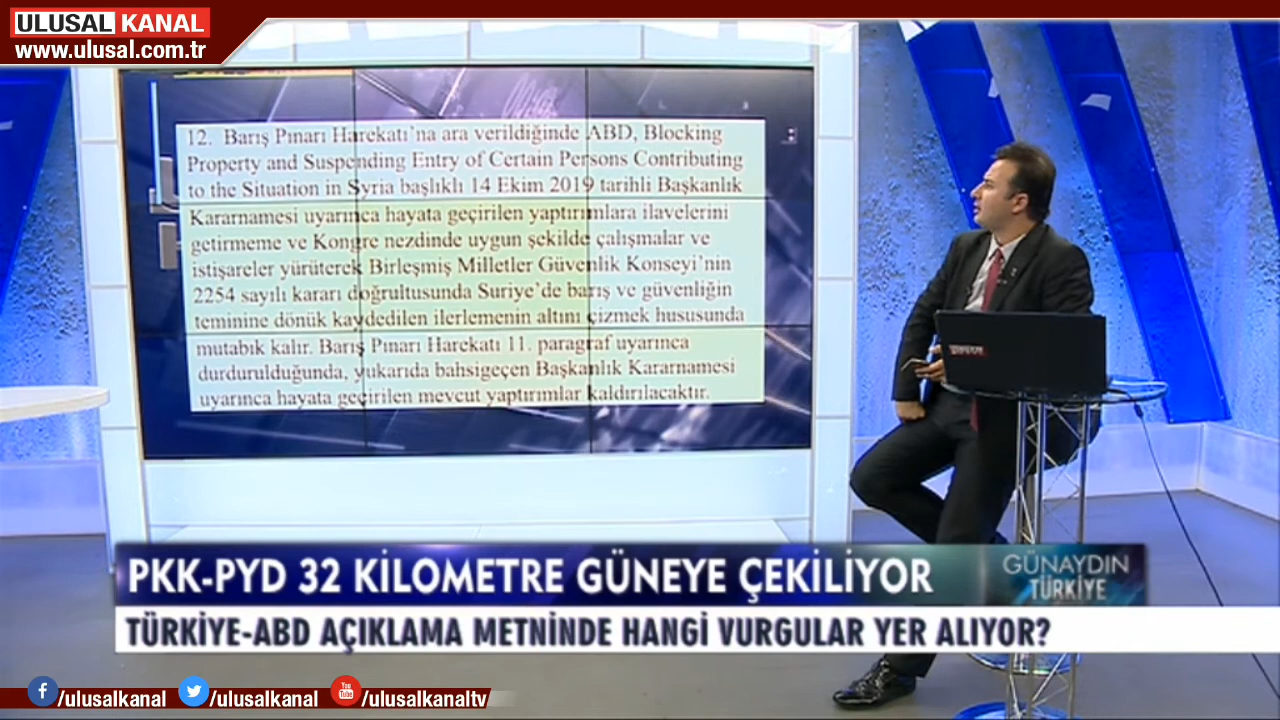 ULUSAL KANAL
www.ulusal.com.tr
12. Barış Pınarı Harekatı'na ara verildiğinde ABD, Blocking
Property and Suspending Entry of Certain Persons Contributing
to the Situation in Syria başlıklı 14 Ekim 2019 tarihli Başkanlık
Kararnamesi uyarınca hayata geçirilen yaptırımlara ilavelerini
getirmeme ve Kongre nezdinde uygun şekilde çalışmalar ve
istişareler yürüterek Birleşmiş Milletler Güvenlik Konseyi'nin
2254 sayılı kararı doğrultusunda Suriye'de barış ve güvenliğin
teminine dönük kaydedilen ilerlemenin altını çizmek hususunda
mutabık kalır. Barış Pınarı Harekatı 11. paragraf uyarınca
durdurulduğunda, yukarıda bahsigeçen Başkanlık Kararnamesi
uyarınca hayata geçirilen mevcut yaptırımlar kaldırılacaktır.
PKK-PYD 32 KİLOMETRE GÜNEYE ÇEKİLİYOR
GÜNAYDIN
TÜRKİYE
TÜRKİYE-ABD AÇIKLAMA METNİNDE HANGİ VURGULAR YER ALIYOR?
/ulusalkanal
/ulusalkanal
You Tube
/ulusalkanaltv